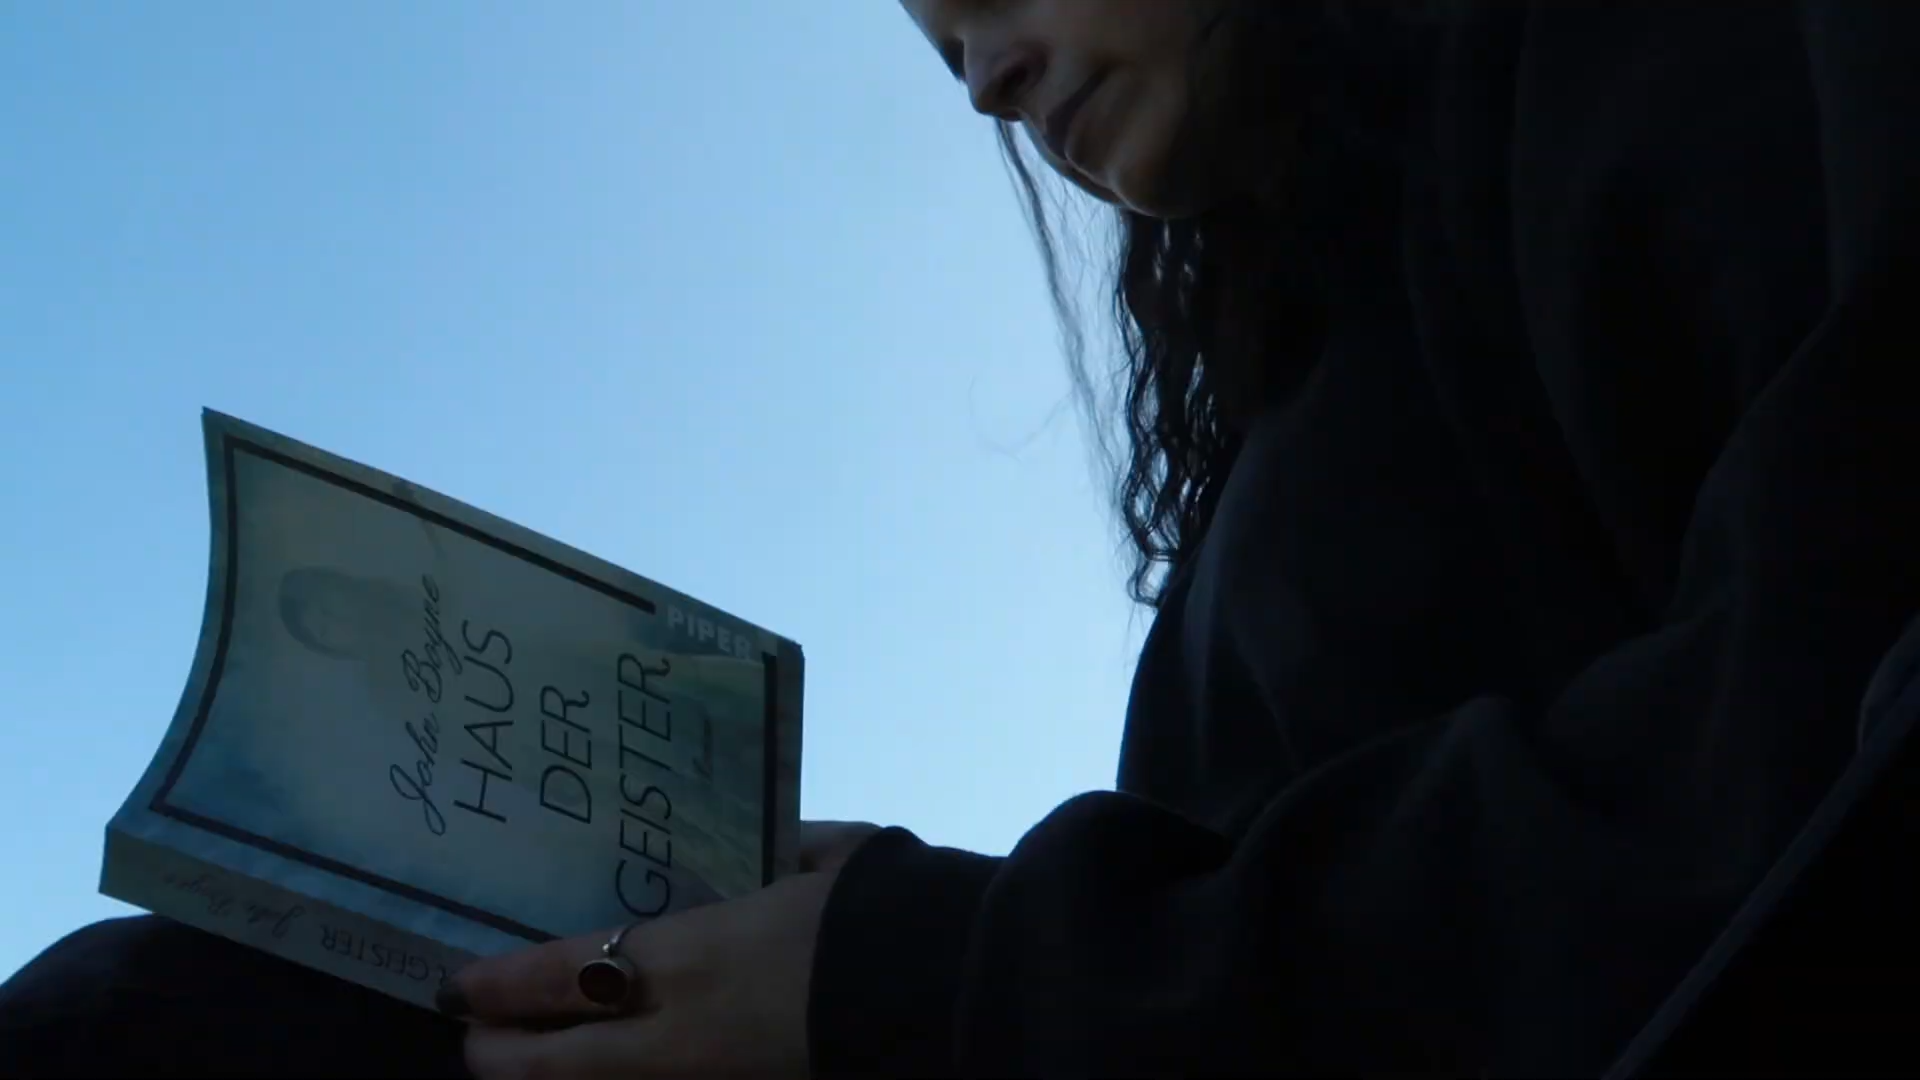 John Boyne
HAUS
DER
GEISTER
PIPER
GEISTER